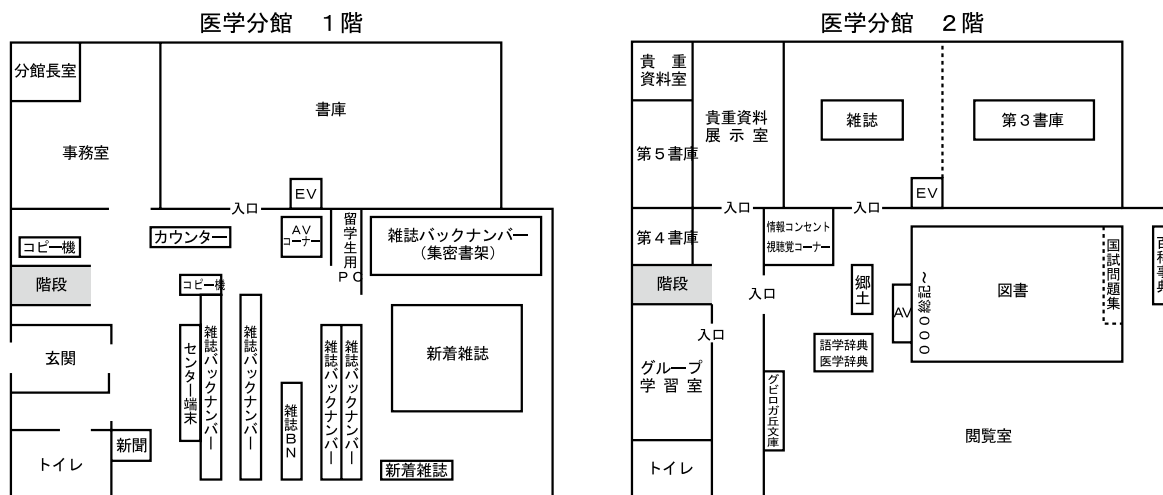 医学分館　１階
分館長室
事務室
書庫
EV
入口
コピー機
カウンター
AV
コーナー
留学生用PC
雑誌バックナンバー
（集密書架）
階段
コピー機
玄関
センター端末
雑誌バックナンバー
雑誌バックナンバー
雑誌BN
雑誌バックナンバー
雑誌バックナンバー
新着雑誌
トイレ
新聞
新着雑誌
医学分館　２階
貴　重
資料室
貴重資料
展 示 室
雑誌
第３書庫
第５書庫
EV
入口
入口
第４書庫
情報コンセント
視聴覚コーナー
階段
入口
郷土
AV
０００総記～
図書
国試問題集
百科事典
入口
語学辞典
医学辞典
グループ
学 習 室
グビロガ丘文庫
閲覧室
トイレ